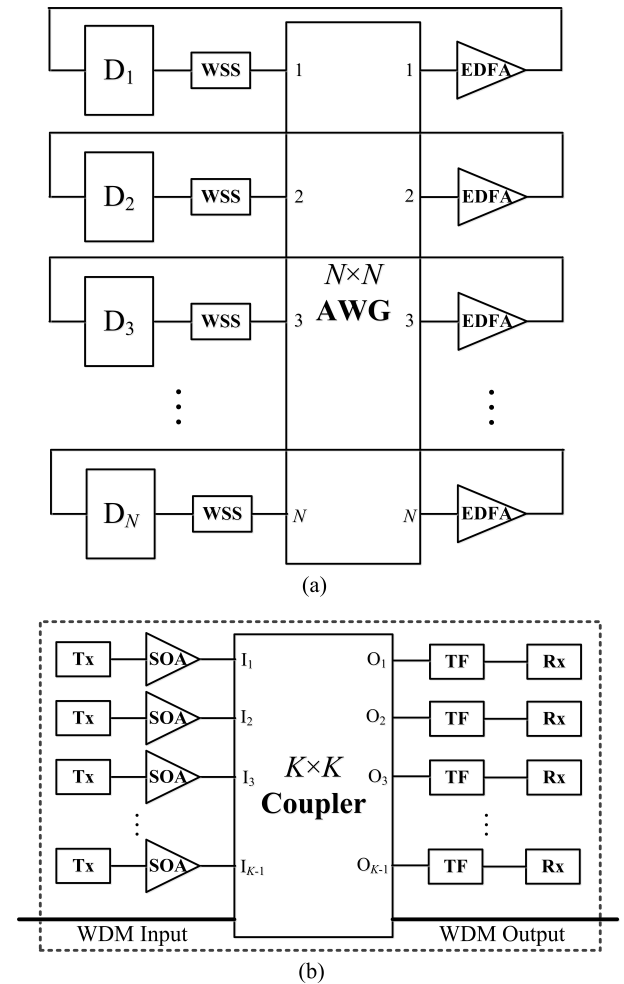 D1 WSS 1 1 EDFA
D2 WSS 2 2 EDFA
N×N
D3 WSS 3 AWG 3 EDFA
DN WSS N N EDFA
(a)
Tx SOA I1 O1 TF Rx
Tx SOA I2 O2 TF Rx
K×K
Tx SOA I3 O3 TF Rx
Coupler
Tx SOA IK-1 OK-1 TF Rx
WDM Input WDM Output
(b)